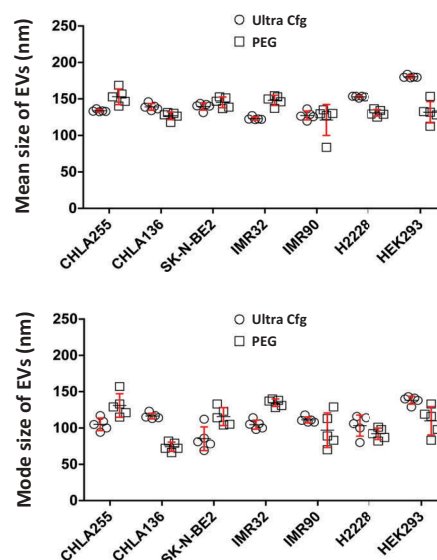 Mean size of EVs (nm)
250
200
150
100
50
0
Ultra Cfg
PEG
CHLA255
CHLA136
SK-N-BE2
IMR32
IMR90
H2228
HEK293
Mode size of EVs (nm)
250
200
150
100
50
0
Ultra Cfg
PEG
CHLA255
CHLA136
SK-N-BE2
IMR32
IMR90
H2228
HEK293